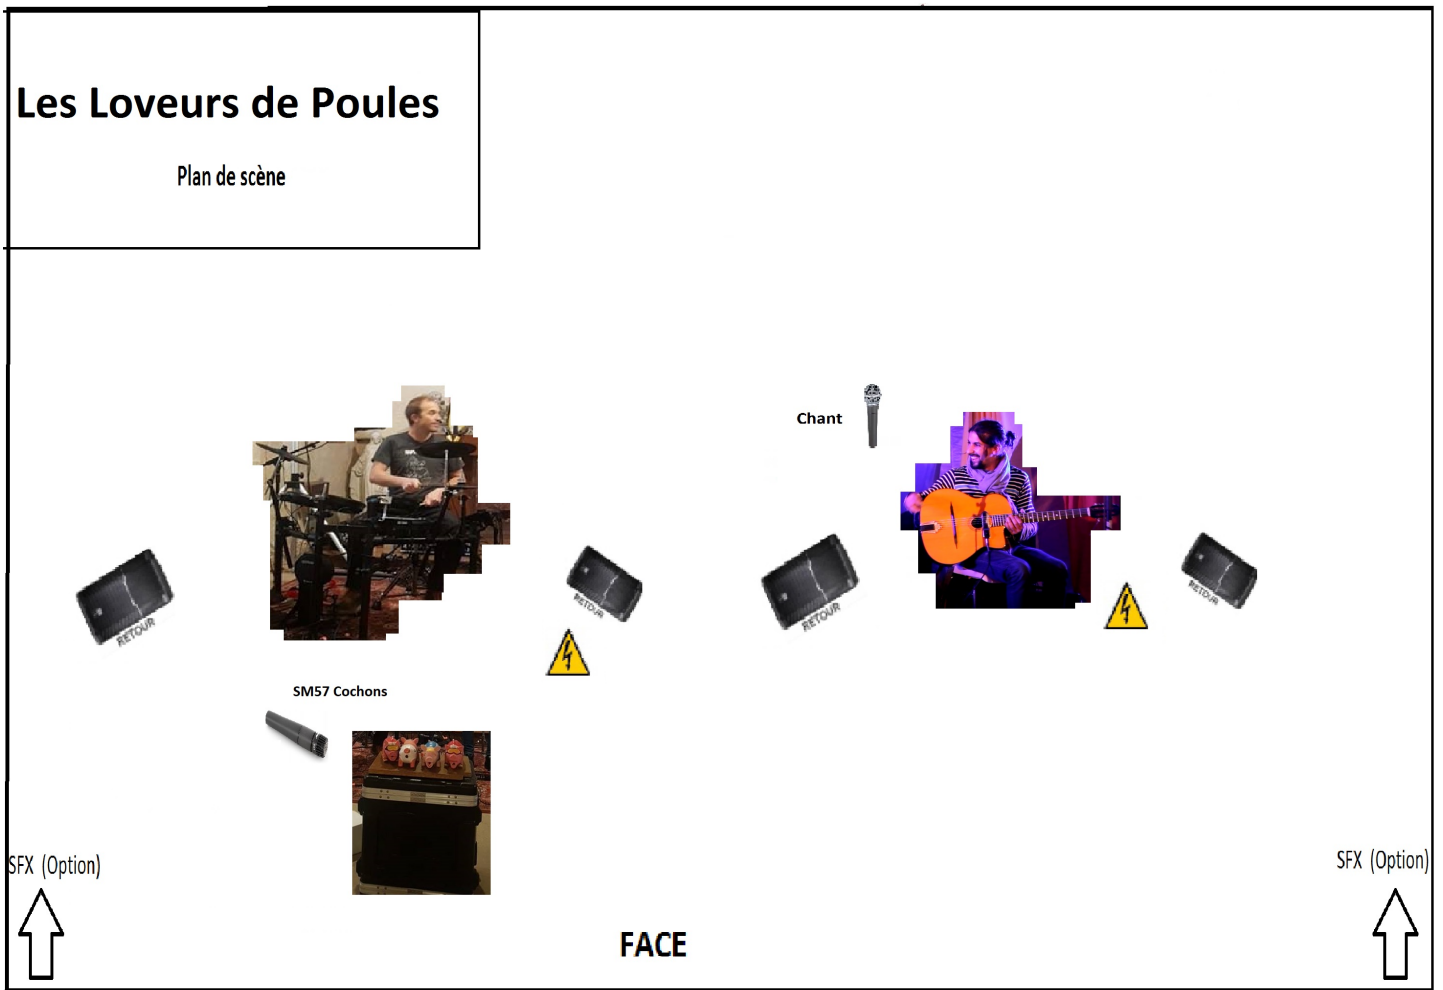 Les Loveurs de Poules
Plan de scène
Chant
RETOUR
RETOUR
RETOUR
RETOUR
SM57 Cochons
SFX (Option)
SFX (Option)
FACE